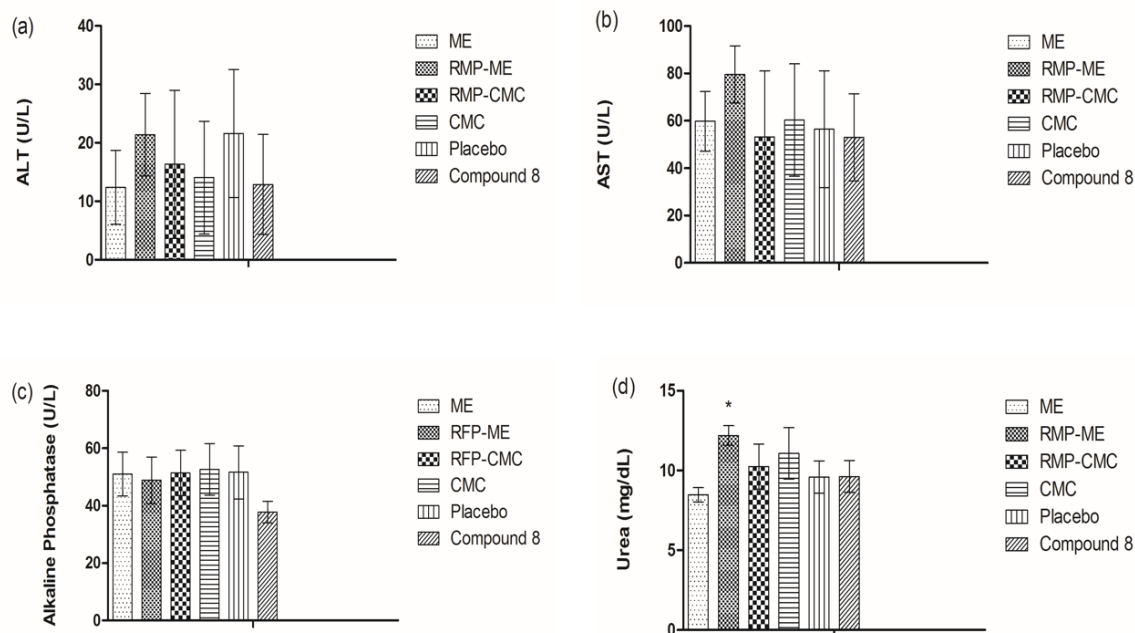 (a)
ALT (U/L)
40
30
20
10
0
ME
RMP-ME
RMP-CMC
CMC
Placebo
Compound 8
(b)
AST (U/L)
100
80
60
40
20
0
ME
RMP-ME
RMP-CMC
CMC
Placebo
Compound 8
(c)
Alkaline Phosphatase (U/L)
80
60
40
20
0
ME
RFP-ME
RFP-CMC
CMC
Placebo
Compound 8
(d)
Urea (mg/dL)
15
10
5
0
*
ME
RMP-ME
RMP-CMC
CMC
Placebo
Compound 8